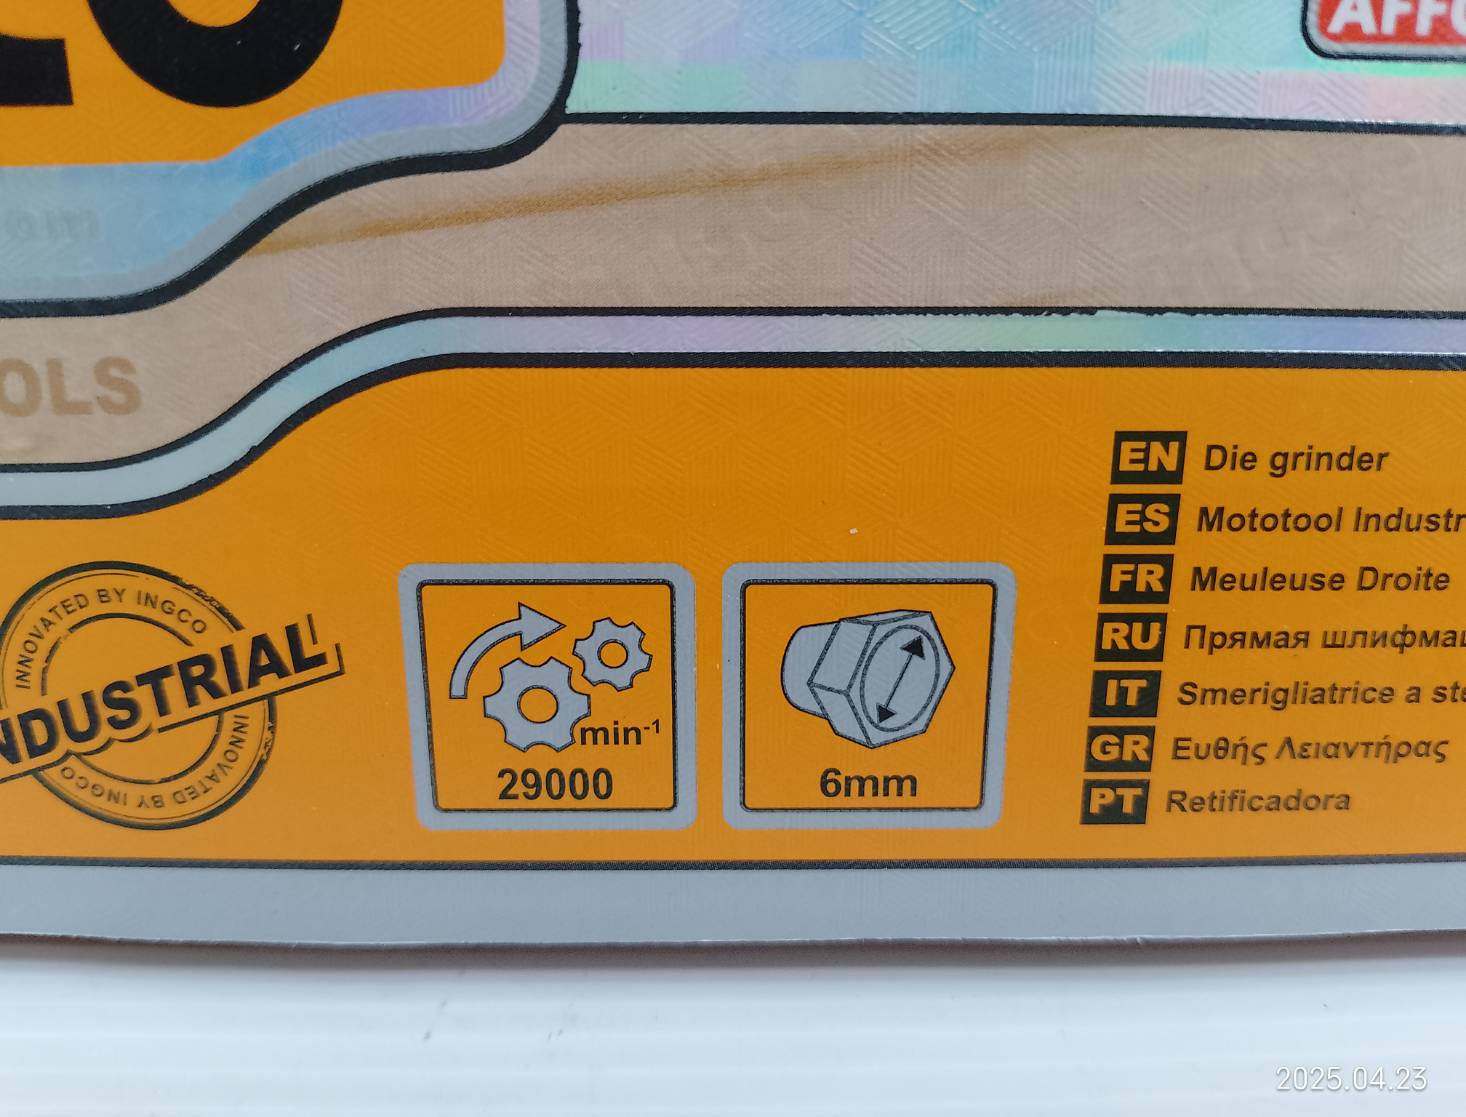 AFF
OLS
INNOVATED BY INGCO
NDUSTRIAL
INNOVATED BY INGCO
min-1
29000
6mm
EN Die grinder
ES Mototool Industr
FR Meuleuse Droite
RU Прямая шлифма
IT Smerigliatrice a st
GR Ευθής Λειαντήρας
PT Retificadora
2025.04.23